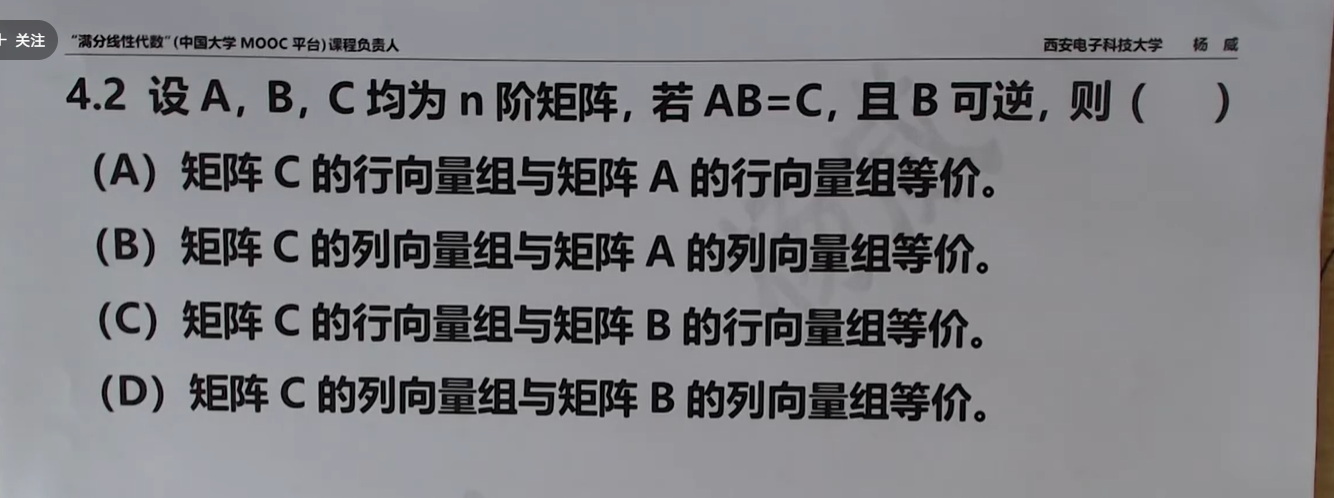 + 关注
“满分线性代数”(中国大学 MOOC 平台)课程负责人 西安电子科技大学 杨 威
4.2 设 A，B，C 均为 n 阶矩阵，若 AB=C，且 B 可逆，则（ ）
（A）矩阵 C 的行向量组与矩阵 A 的行向量组等价。
（B）矩阵 C 的列向量组与矩阵 A 的列向量组等价。
（C）矩阵 C 的行向量组与矩阵 B 的行向量组等价。
（D）矩阵 C 的列向量组与矩阵 B 的列向量组等价。
杨威